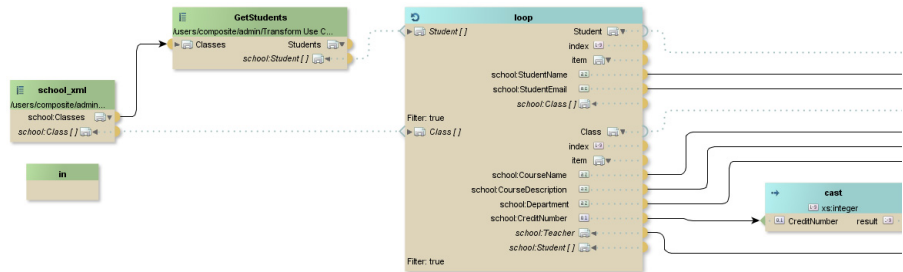 GetStudents
/users/composite/admin/Transform Use C...
Classes Students
school:Student [ ]
school_xml
/users/composite/admin...
school:Classes
school:Class [ ]
in
loop
Student [ ] Student
index
item
school:StudentName
school:StudentEmail
school:Class [ ]
Filter: true
Class [ ] Class
index
item
school:CourseName
school:CourseDescription
school:Department
school:CreditNumber
school:Teacher
school:Student [ ]
Filter: true
cast
xs:integer
CreditNumber result